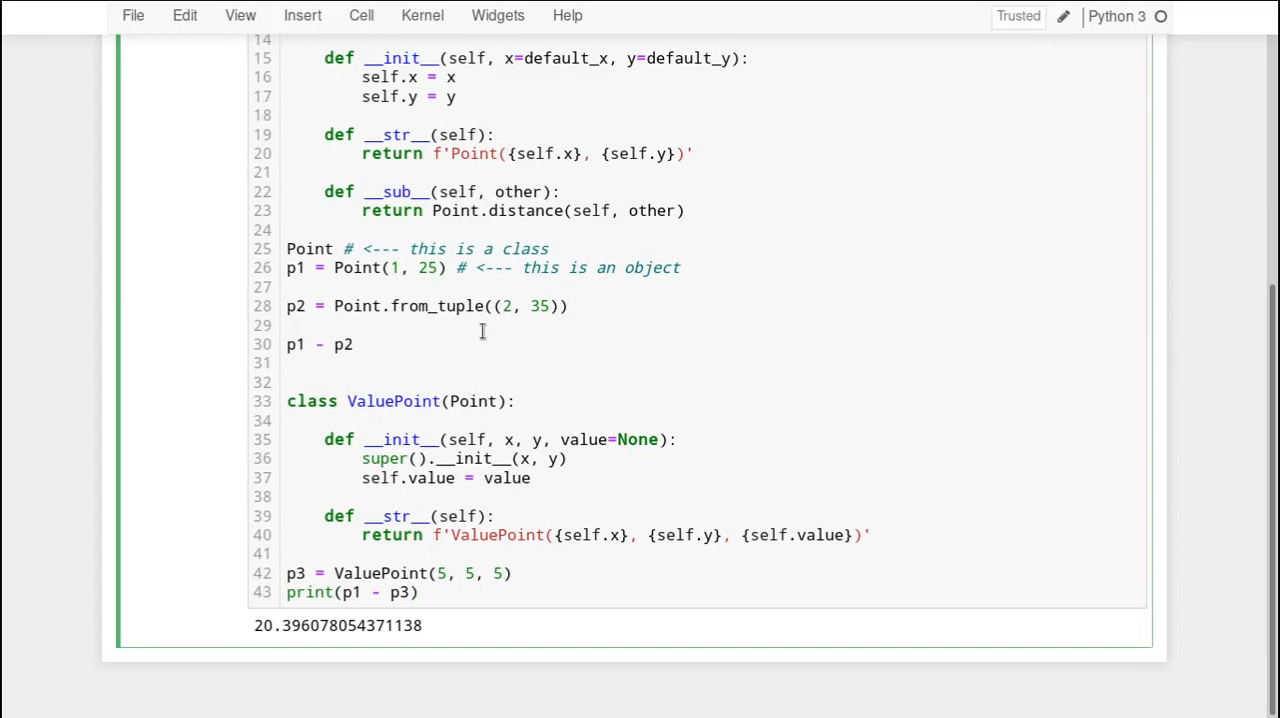 File Edit View Insert Cell Kernel Widgets Help Trusted Python 3
14
15 def __init__(self, x=default_x, y=default_y):
16 self.x = x
17 self.y = y
18
19 def __str__(self):
20 return f'Point({self.x}, {self.y})'
21
22 def __sub__(self, other):
23 return Point.distance(self, other)
24
25 Point # <--- this is a class
26 p1 = Point(1, 25) # <--- this is an object
27
28 p2 = Point.from_tuple((2, 35))
29
30 p1 - p2
31
32
33 class ValuePoint(Point):
34
35 def __init__(self, x, y, value=None):
36 super().__init__(x, y)
37 self.value = value
38
39 def __str__(self):
40 return f'ValuePoint({self.x}, {self.y}, {self.value})'
41
42 p3 = ValuePoint(5, 5, 5)
43 print(p1 - p3)
20.396078054371138